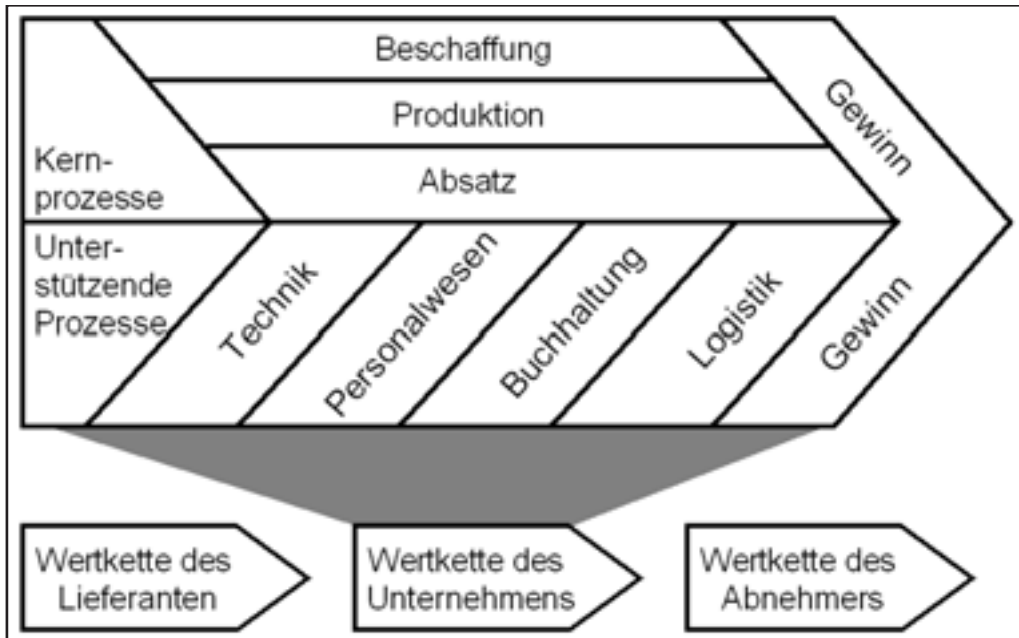 Beschaffung
Produktion
Absatz
Kern-
prozesse
Gewinn
Unter-
stützende
Prozesse
Technik
Personalwesen
Buchhaltung
Logistik
Gewinn
Wertkette des
Lieferanten
Wertkette des
Unternehmens
Wertkette des
Abnehmers